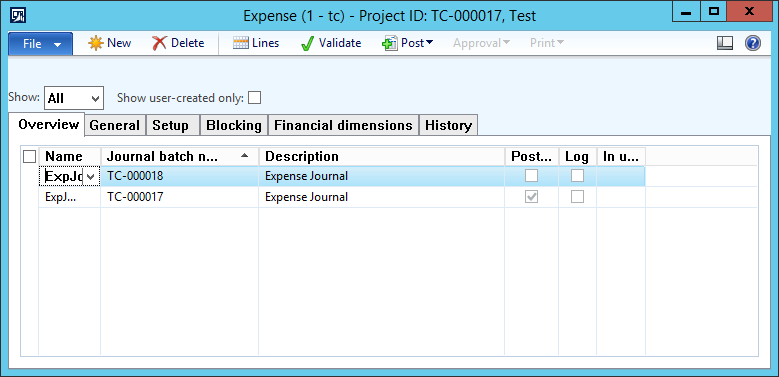 Expense (1 - tc) - Project ID: TC-000017, Test
File New Delete Lines Validate Post Approval Print
Show: All Show user-created only:
Overview General Setup Blocking Financial dimensions History
Name Journal batch n... Description Post... Log In u...
ExpJo TC-000018 Expense Journal
ExpJ... TC-000017 Expense Journal